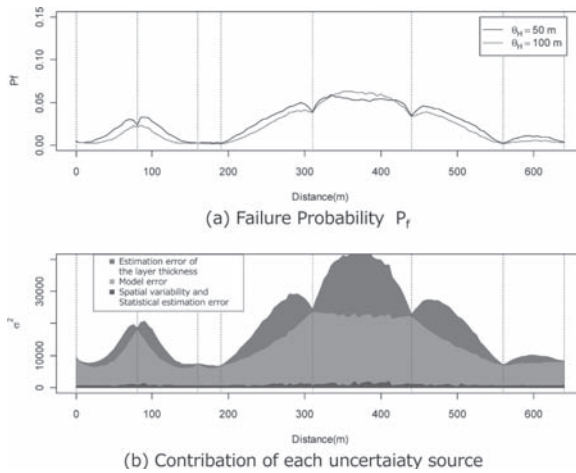 0.15
0.10
0.05
0.00
Pf
θH = 50 m
θH = 100 m
0 100 200 300 400 500 600
Distance(m)
(a) Failure Probability Pf
30000
10000
0
σ²
Estimation error of
the layer thickness
Model error
Spatial variability and
Statistical estimation error
0 100 200 300 400 500 600
Distance(m)
(b) Contribation of each uncertaiaty source